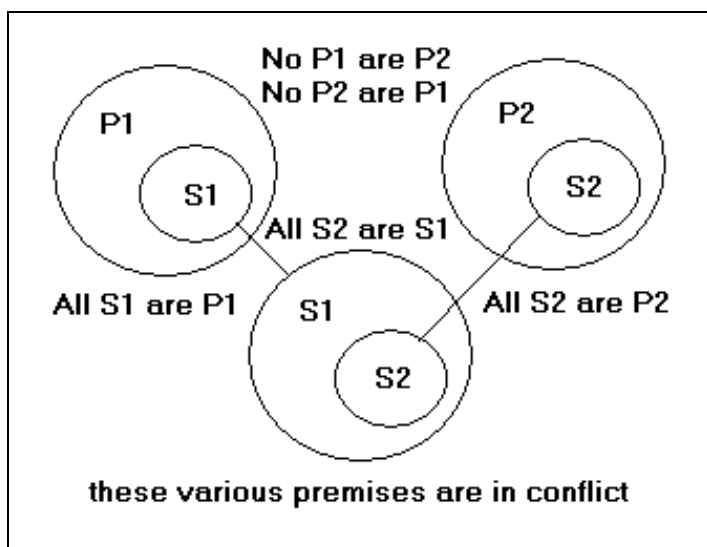 No P1 are P2
No P2 are P1
P1
P2
S1
S2
All S2 are S1
All S1 are P1
S1
All S2 are P2
S2
these various premises are in conflict